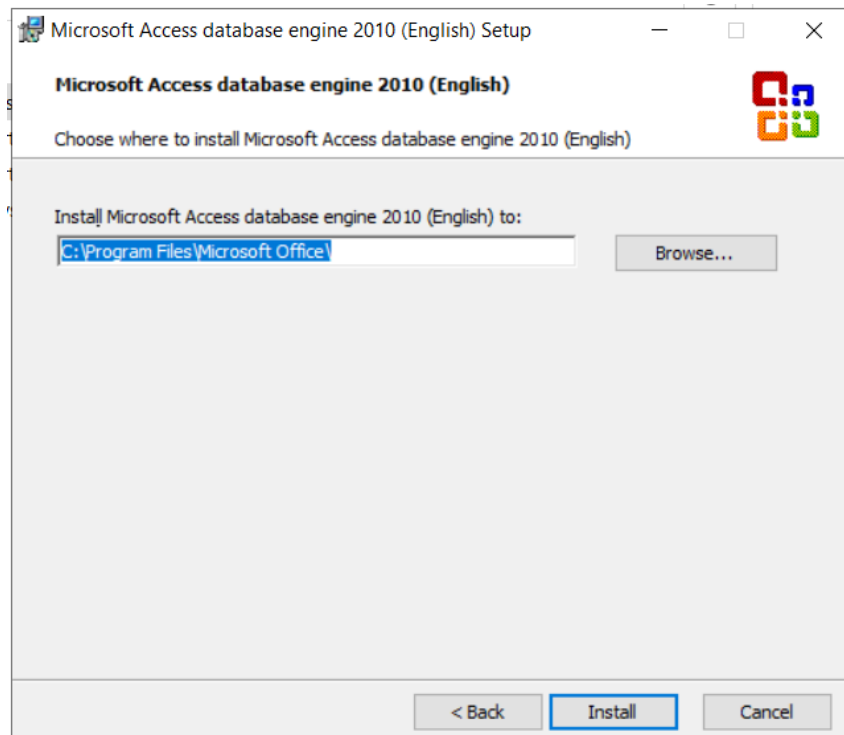 Microsoft Access database engine 2010 (English) Setup
Microsoft Access database engine 2010 (English)
Choose where to install Microsoft Access database engine 2010 (English)
Install Microsoft Access database engine 2010 (English) to:
C:\Program Files\Microsoft Office\
Browse...
< Back
Install
Cancel